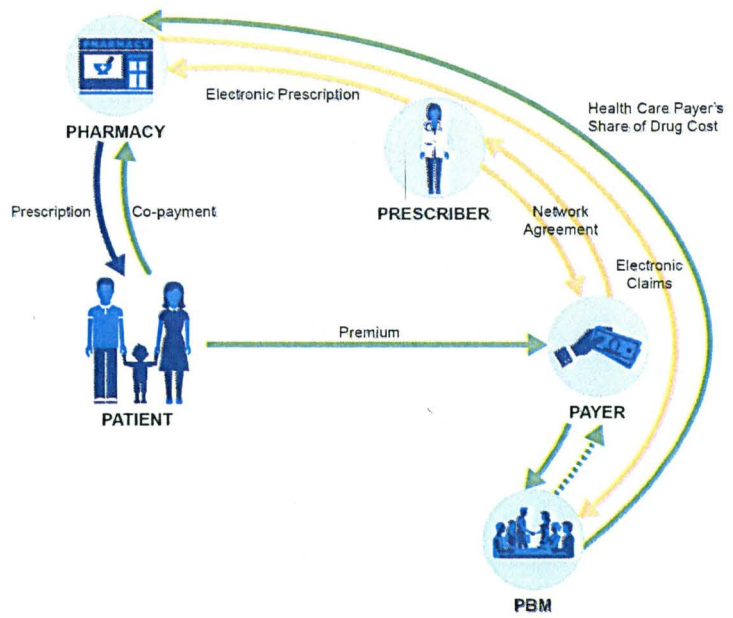 PHARMACY
Electronic Prescription
Health Care Payer's
Share of Drug Cost
PHARMACY
PRESCRIBER
Prescription
Co-payment
Network
Agreement
Electronic
Claims
Premium
PATIENT
PAYER
PBM